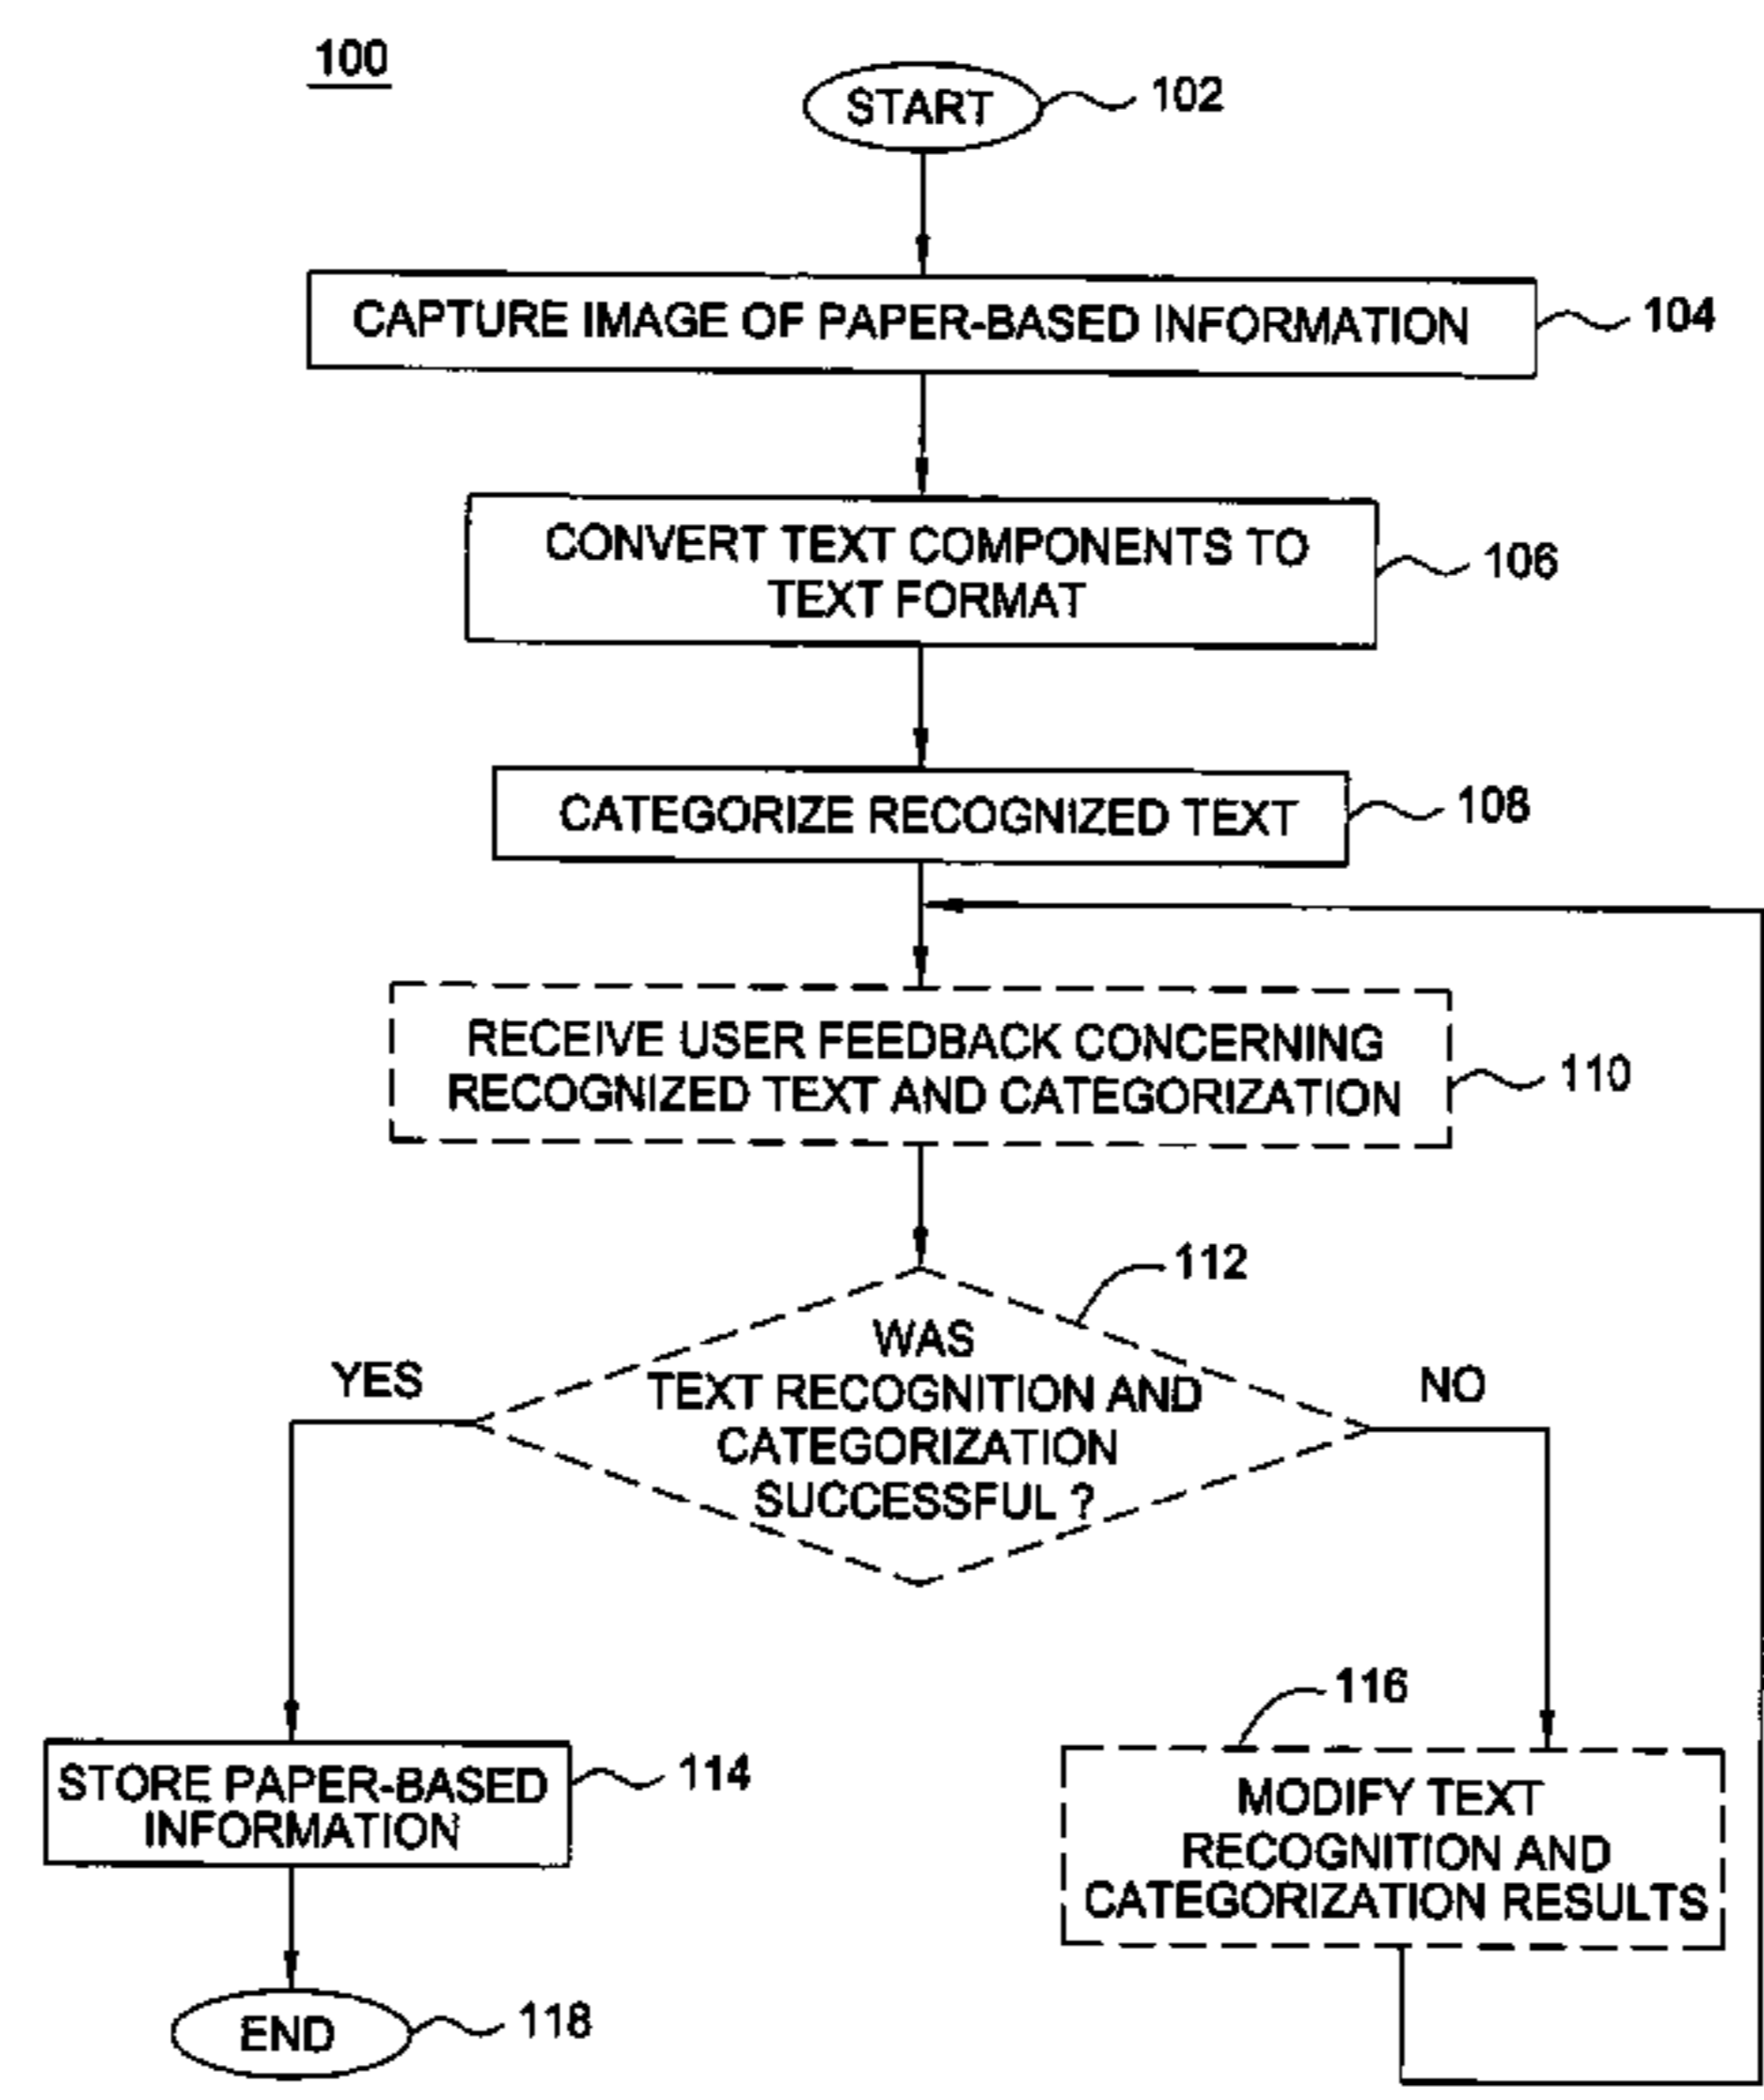 100
START
102
CAPTURE IMAGE OF PAPER-BASED INFORMATION
104
CONVERT TEXT COMPONENTS TO
TEXT FORMAT
106
CATEGORIZE RECOGNIZED TEXT
108
RECEIVE USER FEEDBACK CONCERNING
RECOGNIZED TEXT AND CATEGORIZATION
110
112
WAS
TEXT RECOGNITION AND
CATEGORIZATION
SUCCESSFUL ?
YES
NO
STORE PAPER-BASED
INFORMATION
114
116
MODIFY TEXT
RECOGNITION AND
CATEGORIZATION RESULTS
END
118